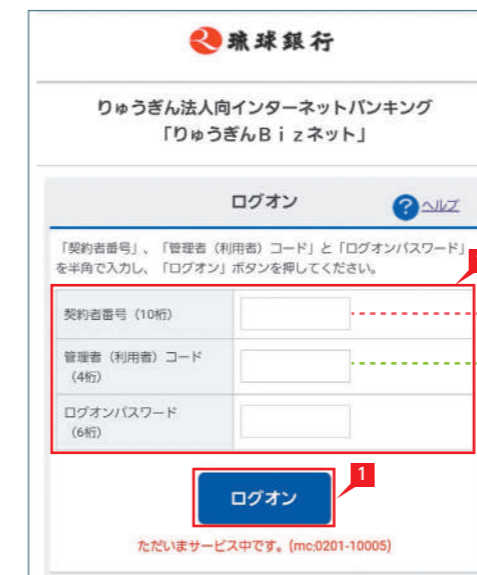 琉球銀行
りゅうぎん法人向インターネットバンキング
「りゅうぎんBizネット」
ログオン
? ヘルプ
「契約者番号」、「管理者（利用者）コード」と「ログオンパスワード」
を半角で入力し、「ログオン」ボタンを押してください。
契約者番号（10桁）
管理者（利用者）コード
（4桁）
ログオンパスワード
（6桁）
1
ログオン
ただいまサービス中です。(mc:0201-10005)